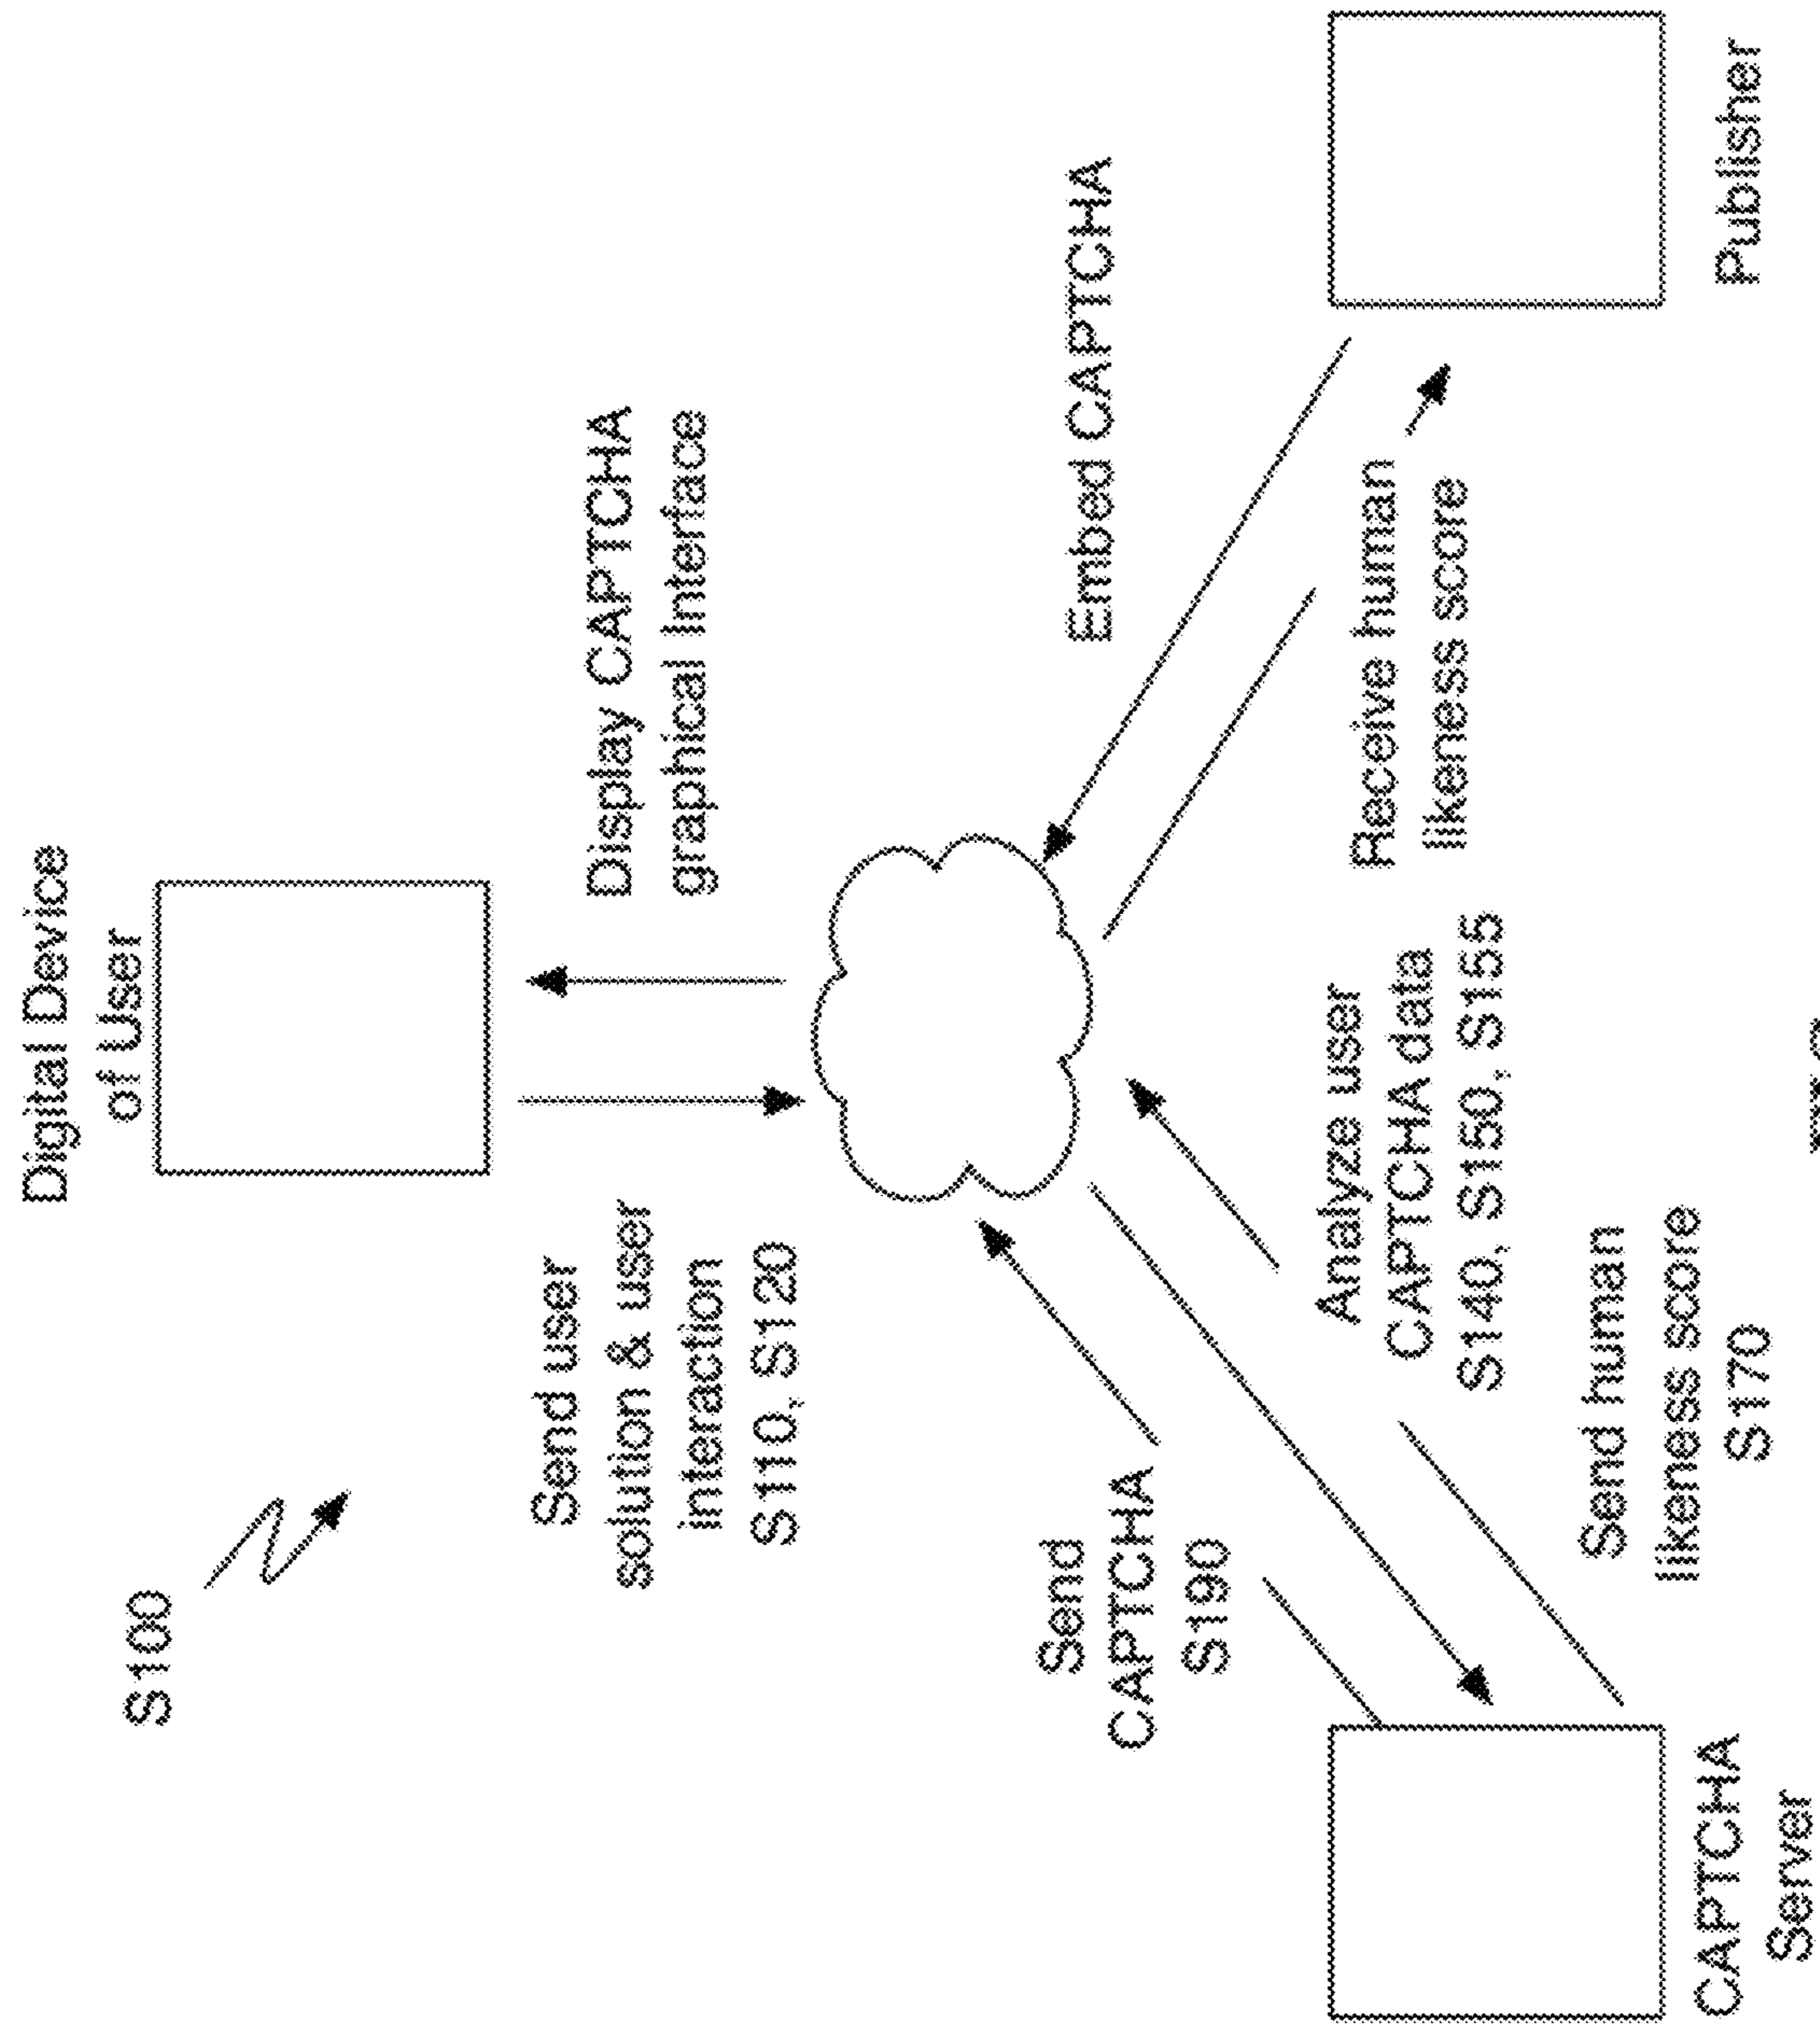 S100
Digital Device
of User
Send user
solution & user
interaction
S110, S120
Display CAPTCHA
graphical Interface
Send
CAPTCHA
S190
Embed CAPTCHA
Analyze user
CAPTCHA data
S140, S150, S155
Receive human
likeness score
Send human
likeness score
S170
CAPTCHA
Server
Publisher